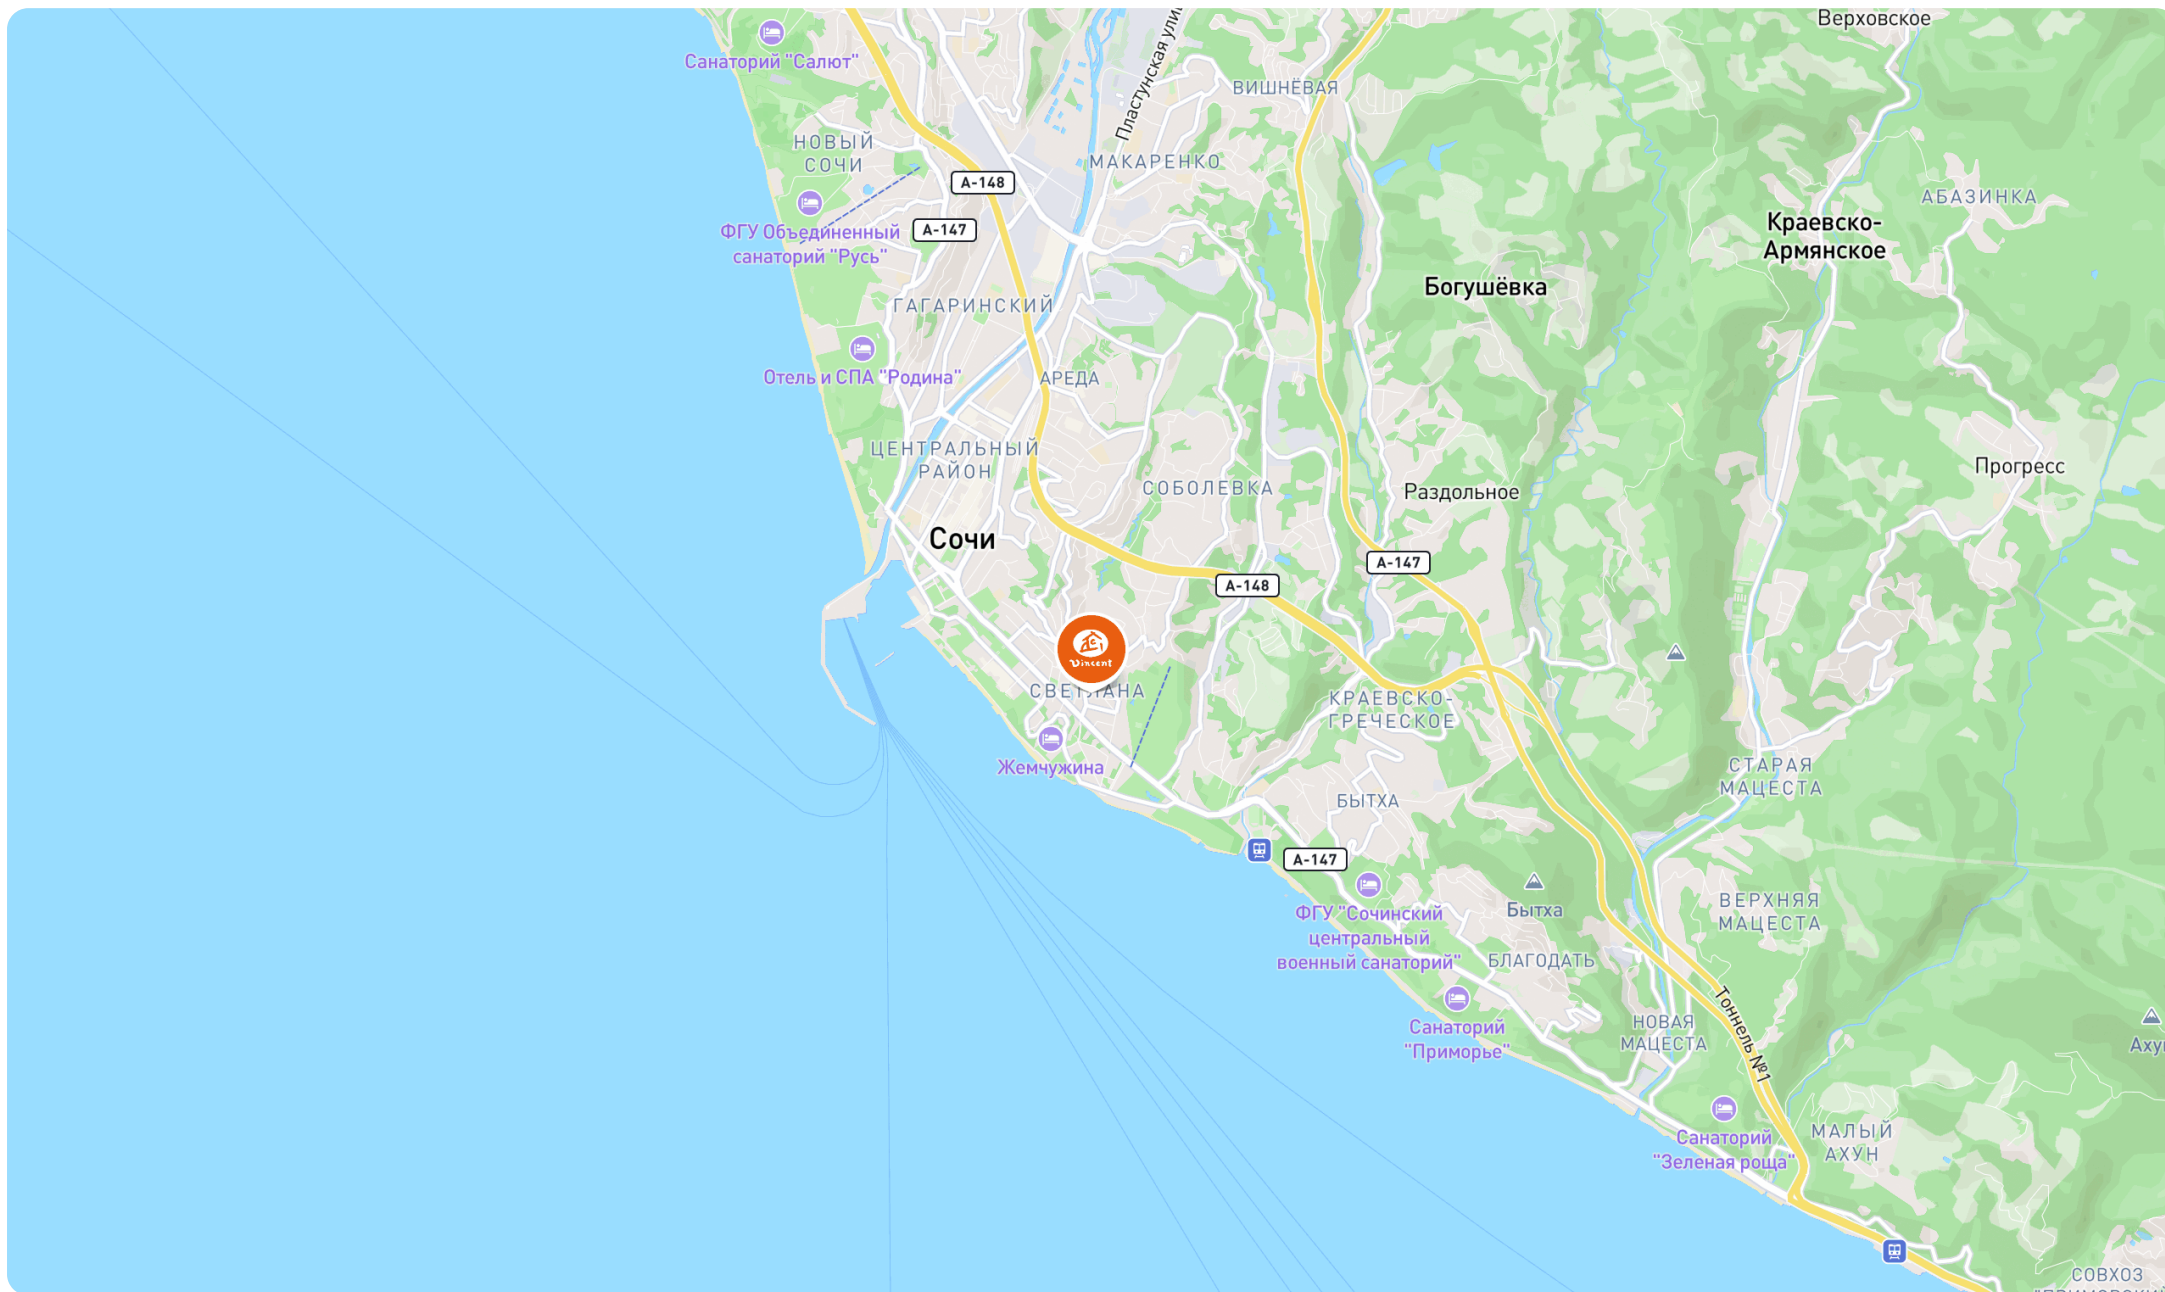 Верховское
Санаторий "Салют"
Пластунская ули
ВИШНЁВАЯ
НОВЫЙ
СОЧИ
МАКАРЕНКО
А-148
АБАЗИНКА
ФГУ Объединенный
санаторий "Русь"
А-147
Краевско-
Армянское
Богушёвка
ГАГАРИНСКИЙ
Отель и СПА "Родина"
АРЕДА
ЦЕНТРАЛЬНЫЙ
РАЙОН
Прогресс
СОБОЛЕВКА
Раздольное
Сочи
А-147
А-148
Vincent
СВЕТЛАНА
КРАЕВСКО-
ГРЕЧЕСКОЕ
Жемчужина
СТАРАЯ
МАЦЕСТА
БЫТХА
А-147
ФГУ "Сочинский
центральный
военный санаторий"
Бытха
ВЕРХНЯЯ
МАЦЕСТА
БЛАГОДАТЬ
Санаторий
"Приморье"
НОВАЯ
МАЦЕСТА
Тоннель №1
Аху
Санаторий
"Зеленая роща"
МАЛЫЙ
АХУН
СОВХОЗ